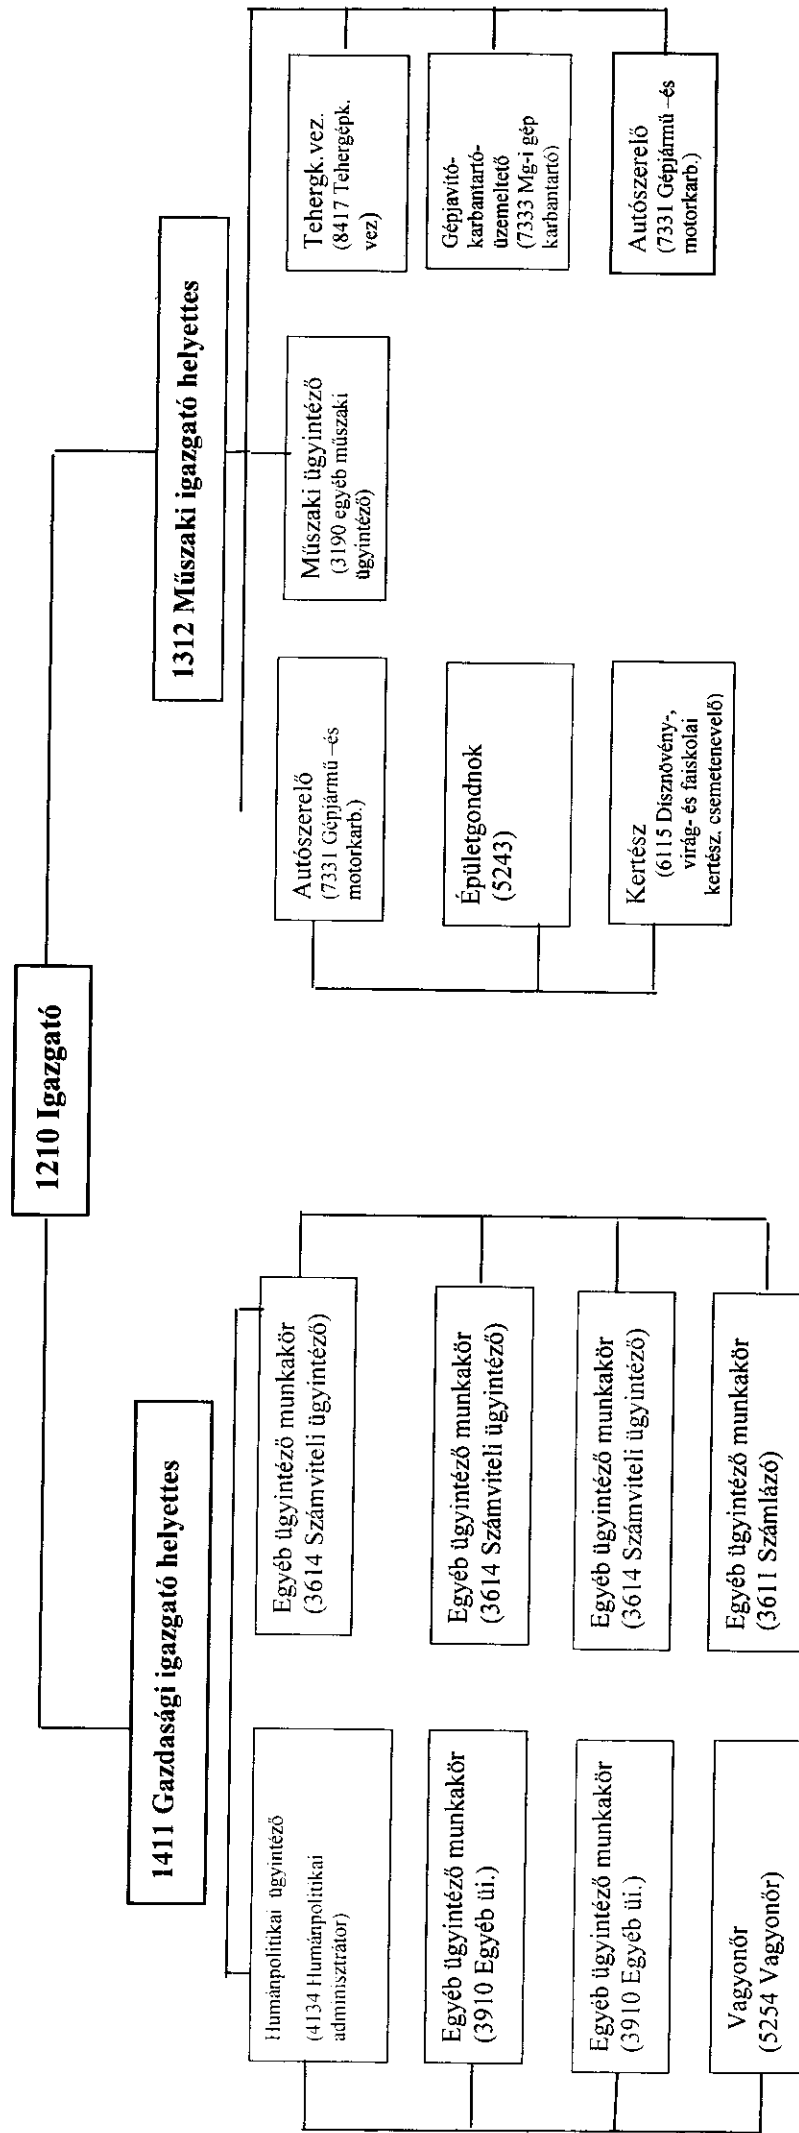 1210 Igazgató
1411 Gazdasági igazgató helyettes
1312 Műszaki igazgató helyettes
Humánpolitikai ügyintéző
(4134 Humánpolitikai
adminisztrátor)
Egyéb ügyintéző munkakör
(3910 Egyéb üi.)
Egyéb ügyintéző munkakör
(3910 Egyéb üi.)
Vagyonőr
(5254 Vagyonőr)
Egyéb ügyintéző munkakör
(3614 Számviteli ügyintéző)
Egyéb ügyintéző munkakör
(3614 Számviteli ügyintéző)
Egyéb ügyintéző munkakör
(3614 Számviteli ügyintéző)
Egyéb ügyintéző munkakör
(3611 Számlázó)
Autószerelő
(7331 Gépjármű –és
motorkarb.)
Épületgondnok
(5243)
Kertész
(6115 Dísznövény-,
virág- és faiskolai
kertész, csemetenevelő)
Műszaki ügyintéző
(3190 egyéb műszaki
ügyintéző)
Tehergk.vez.
(8417 Tehergépk.
vez)
Gépjavító-
karbantartó-
üzemeltető
(7333 Mg-i gép
karbantartó)
Autószerelő
(7331 Gépjármű –és
motorkarb.)